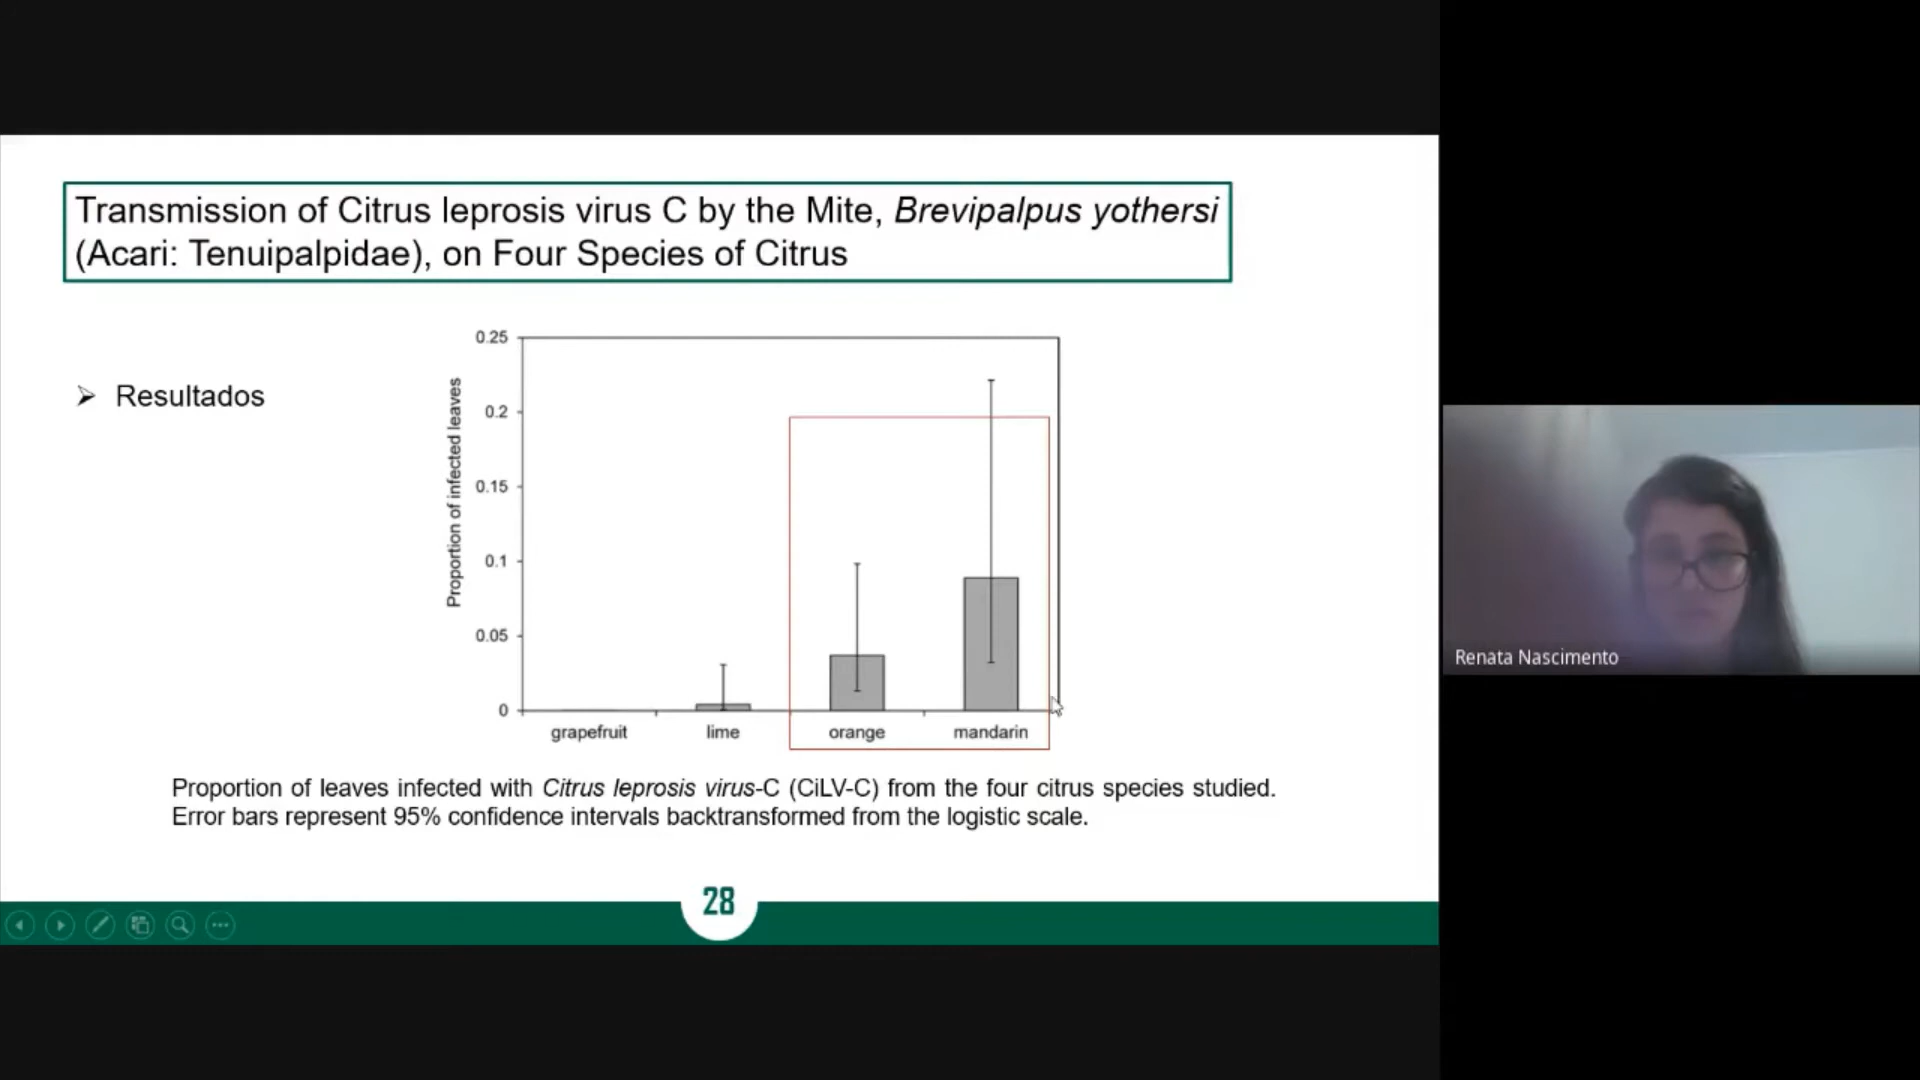 Transmission of Citrus leprosis virus C by the Mite, Brevipalpus yothersi
(Acari: Tenuipalpidae), on Four Species of Citrus
➢ Resultados
Proportion of infected leaves
0.25
0.2
0.15
0.1
0.05
0
grapefruit lime orange mandarin
Proportion of leaves infected with Citrus leprosis virus-C (CiLV-C) from the four citrus species studied.
Error bars represent 95% confidence intervals backtransformed from the logistic scale.
28
Renata Nascimento